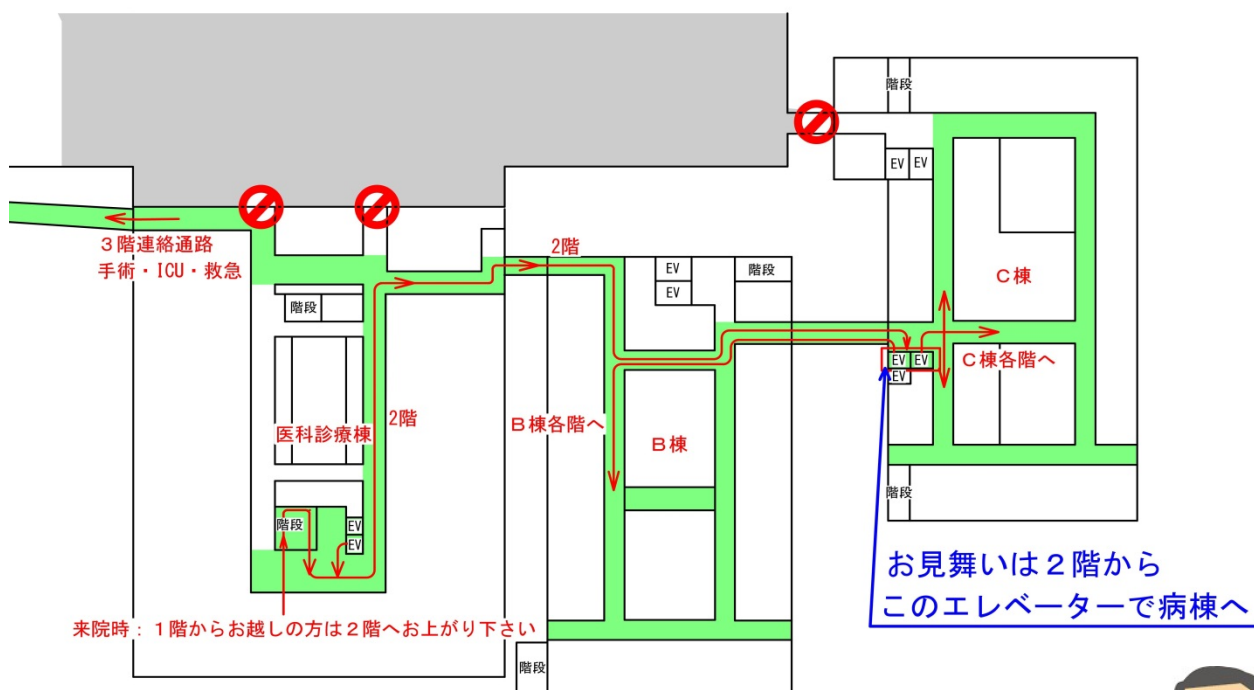 階段
EV EV
2階
3階連絡通路
手術・ICU・救急
EV
階段
EV
C棟
階段
EV EV
C棟各階へ
EV
2階
B棟各階へ
医科診療棟
B棟
階段
階段
EV
EV
お見舞いは2階から
このエレベーターで病棟へ
来院時：1階からお越しの方は2階へお上がり下さい
階段